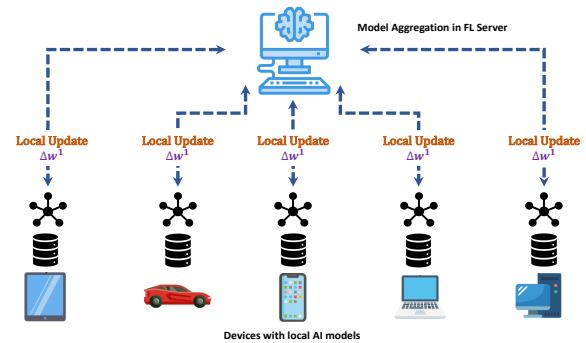 Model Aggregation in FL Server
Local Update
Δw¹
Local Update
Δw¹
Local Update
Δw¹
Local Update
Δw¹
Local Update
Δw¹
Devices with local AI models